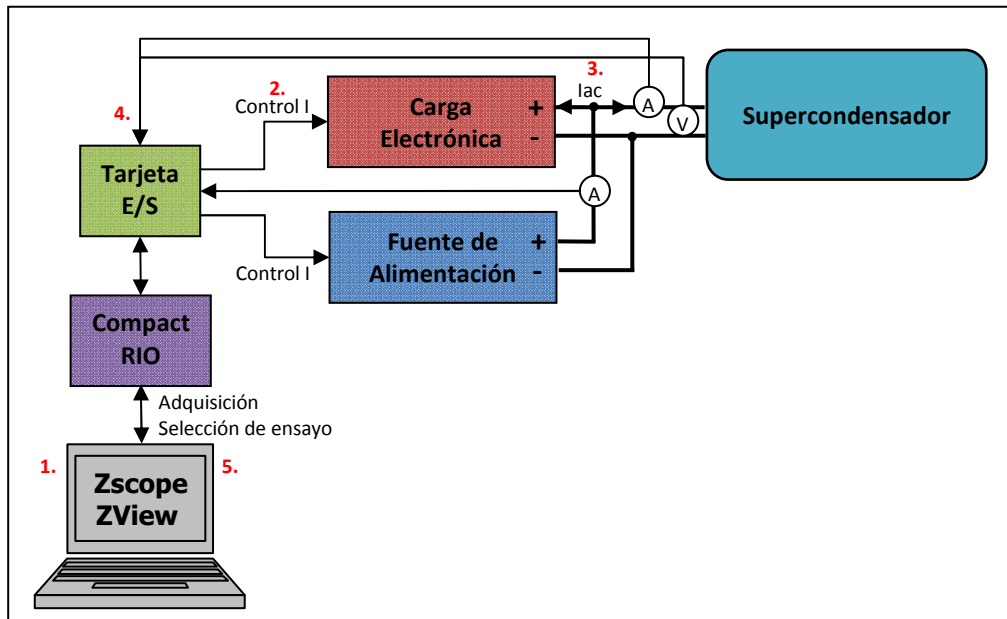 3.
Iac
2.
Control I
Carga
Electrónica
+
-
A
V
Supercondensador
4.
Tarjeta
E/S
A
Control I
Fuente de
Alimentación
+
-
Compact
RIO
Adquisición
Selección de ensayo
1.
5.
Zscope
ZView